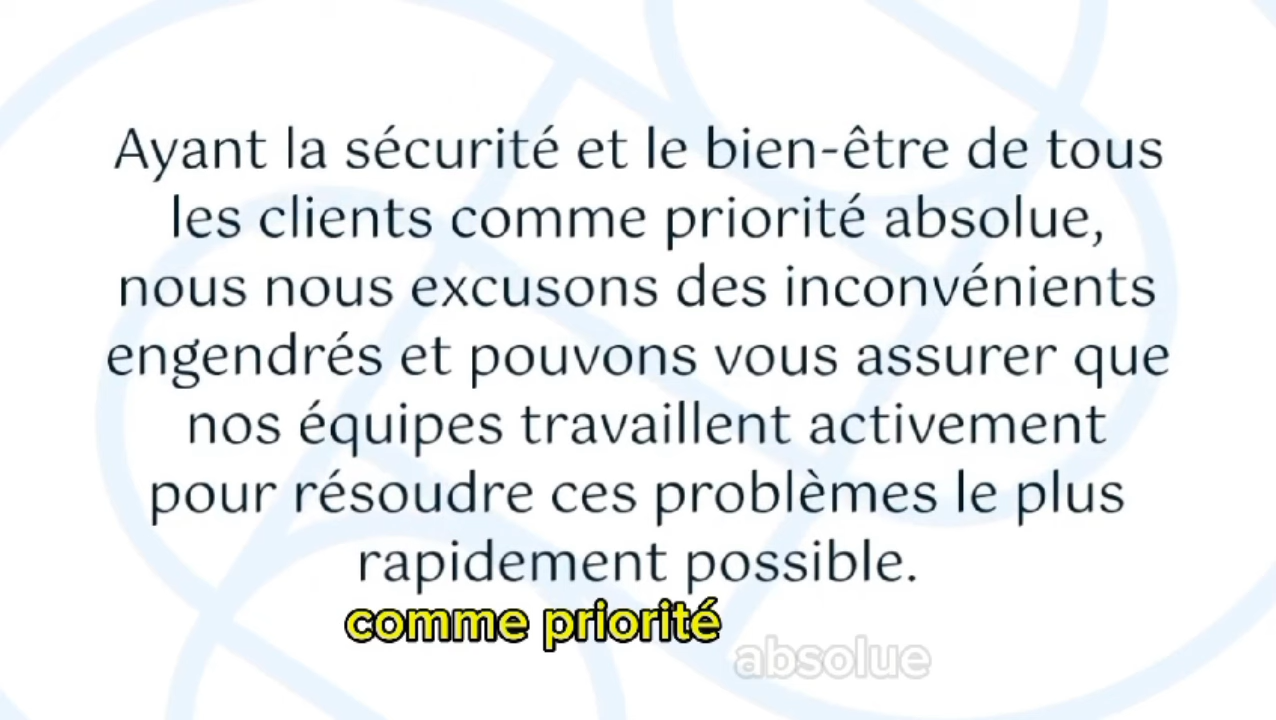 Ayant la sécurité et le bien-être de tous
les clients comme priorité absolue,
nous nous excusons des inconvénients
engendrés et pouvons vous assurer que
nos équipes travaillent activement
pour résoudre ces problèmes le plus
rapidement possible.
comme priorité
absolue